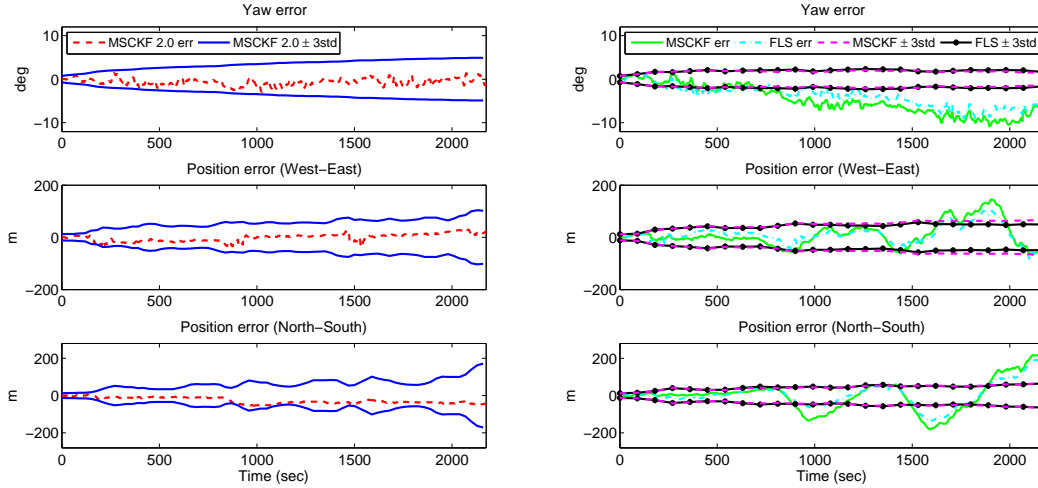 Yaw error
10
0
−10
deg
MSCKF 2.0 err
MSCKF 2.0 ± 3std
0 500 1000 1500 2000
Position error (West−East)
200
0
−200
m
0 500 1000 1500 2000
Position error (North−South)
200
0
−200
m
0 500 1000 1500 2000
Time (sec)
Yaw error
10
0
−10
deg
MSCKF err
FLS err
MSCKF ± 3std
FLS ± 3std
0 500 1000 1500 2000
Position error (West−East)
200
0
−200
m
0 500 1000 1500 2000
Position error (North−South)
200
0
−200
m
0 500 1000 1500 2000
Time (sec)